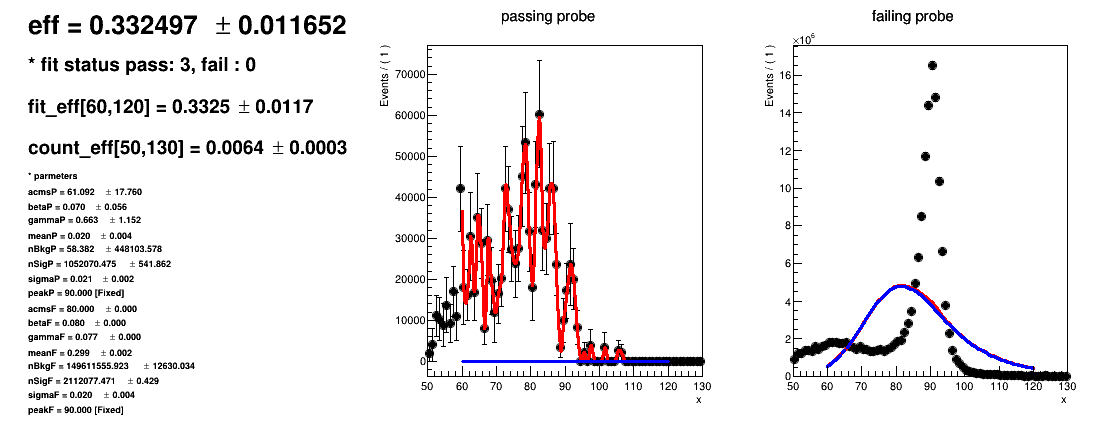 eff = 0.332497 ± 0.011652
* fit status pass: 3, fail : 0
fit_eff[60,120] = 0.3325 ± 0.0117
count_eff[50,130] = 0.0064 ± 0.0003
* parmeters
acmsP = 61.092 ± 17.760
betaP = 0.070 ± 0.056
gammaP = 0.663 ± 1.152
meanP = 0.020 ± 0.004
nBkgP = 58.382 ± 448103.578
nSigP = 1052070.475 ± 541.862
sigmaP = 0.021 ± 0.002
peakP = 90.000 [Fixed]
acmsF = 80.000 ± 0.000
betaF = 0.080 ± 0.000
gammaF = 0.077 ± 0.000
meanF = 0.299 ± 0.002
nBkgF = 149611555.923 ± 12630.034
nSigF = 2112077.471 ± 0.429
sigmaF = 0.020 ± 0.004
peakF = 90.000 [Fixed]
passing probe
Events / ( 1 )
70000
60000
50000
40000
30000
20000
10000
0
50 60 70 80 90 100 110 120 130
x
failing probe
×10⁶
Events / ( 1 )
16
14
12
10
8
6
4
2
0
50 60 70 80 90 100 110 120 130
x